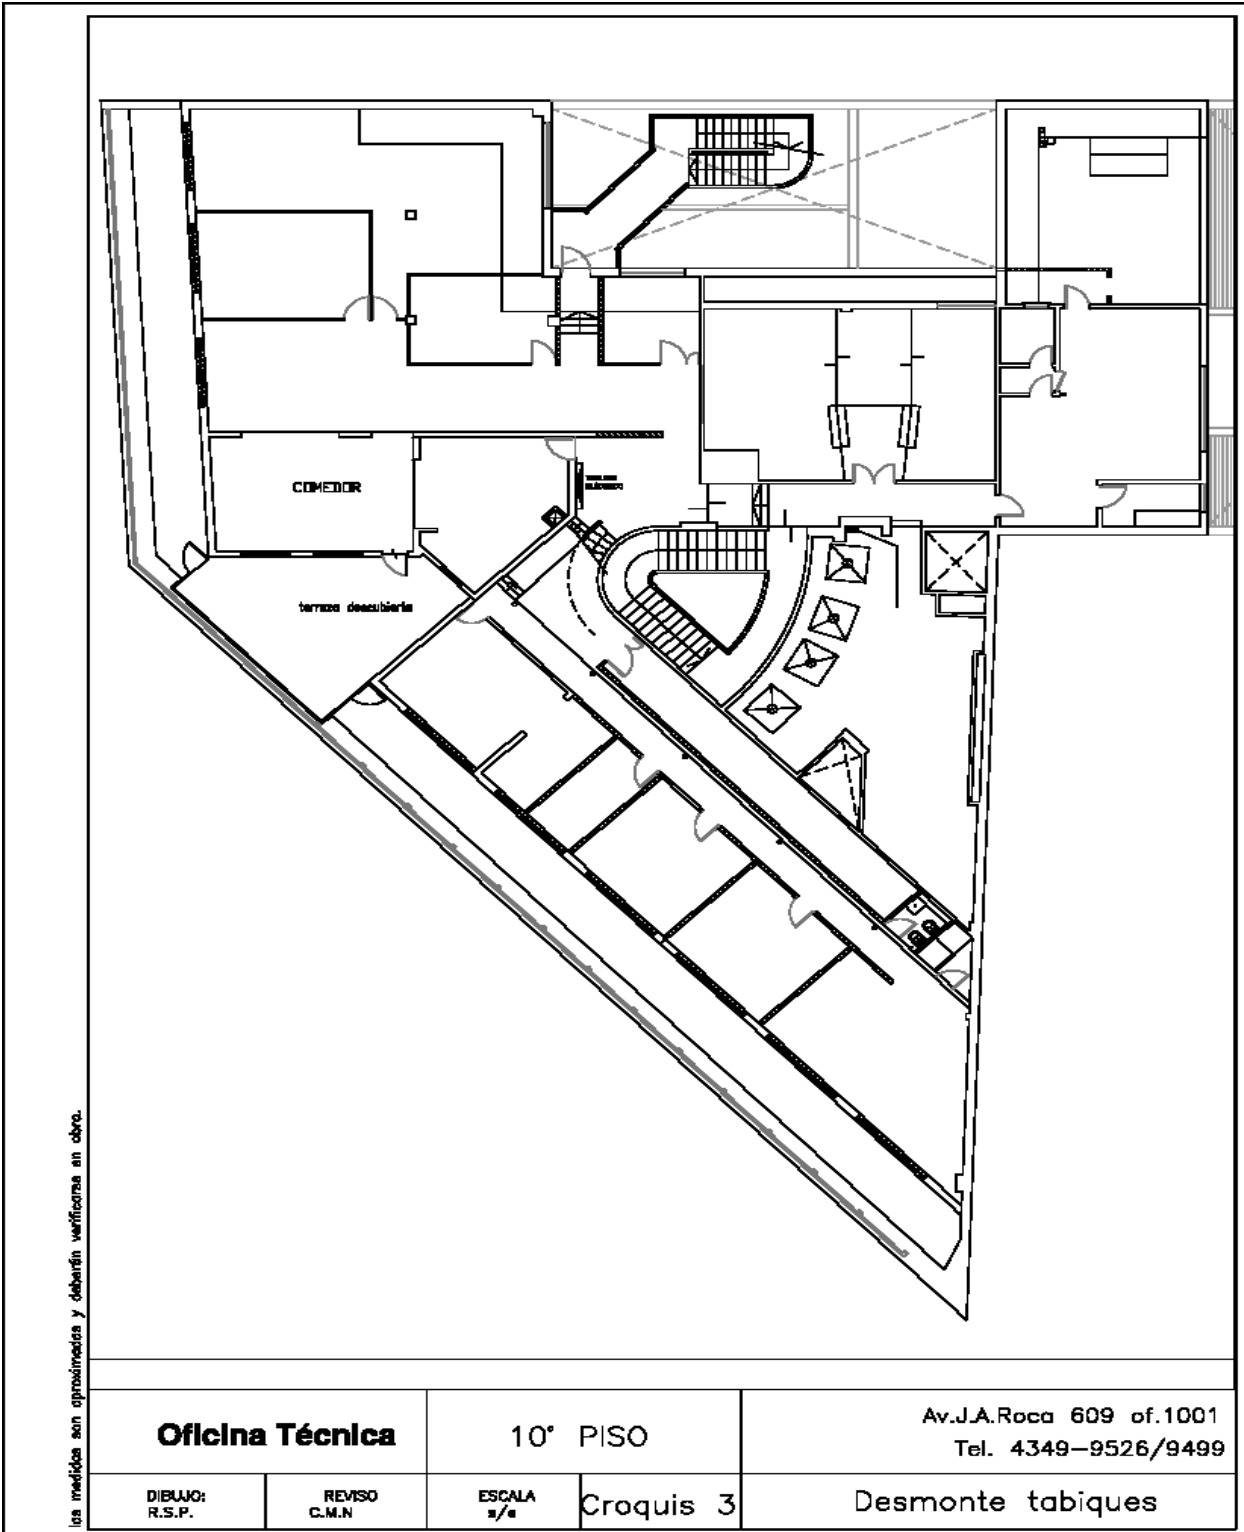 COMEDOR
terraza descubierta
las medidas son aproximadas y deberán verificarse en obra.
Oficina Técnica
10° PISO
Av.J.A.Roca 609 of.1001
Tel. 4349-9526/9499
DIBUJO:
R.S.P.
REVISO
C.M.N
ESCALA
s/e
Croquis 3
Desmonte tabiques